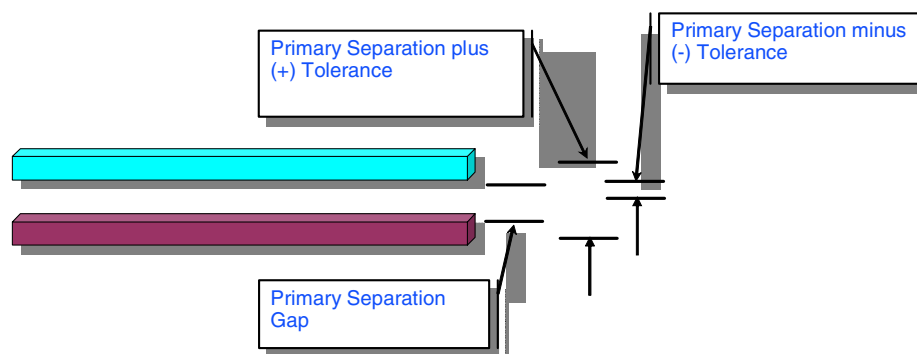 Primary Separation plus
(+) Tolerance
Primary Separation minus
(-) Tolerance
Primary Separation
Gap